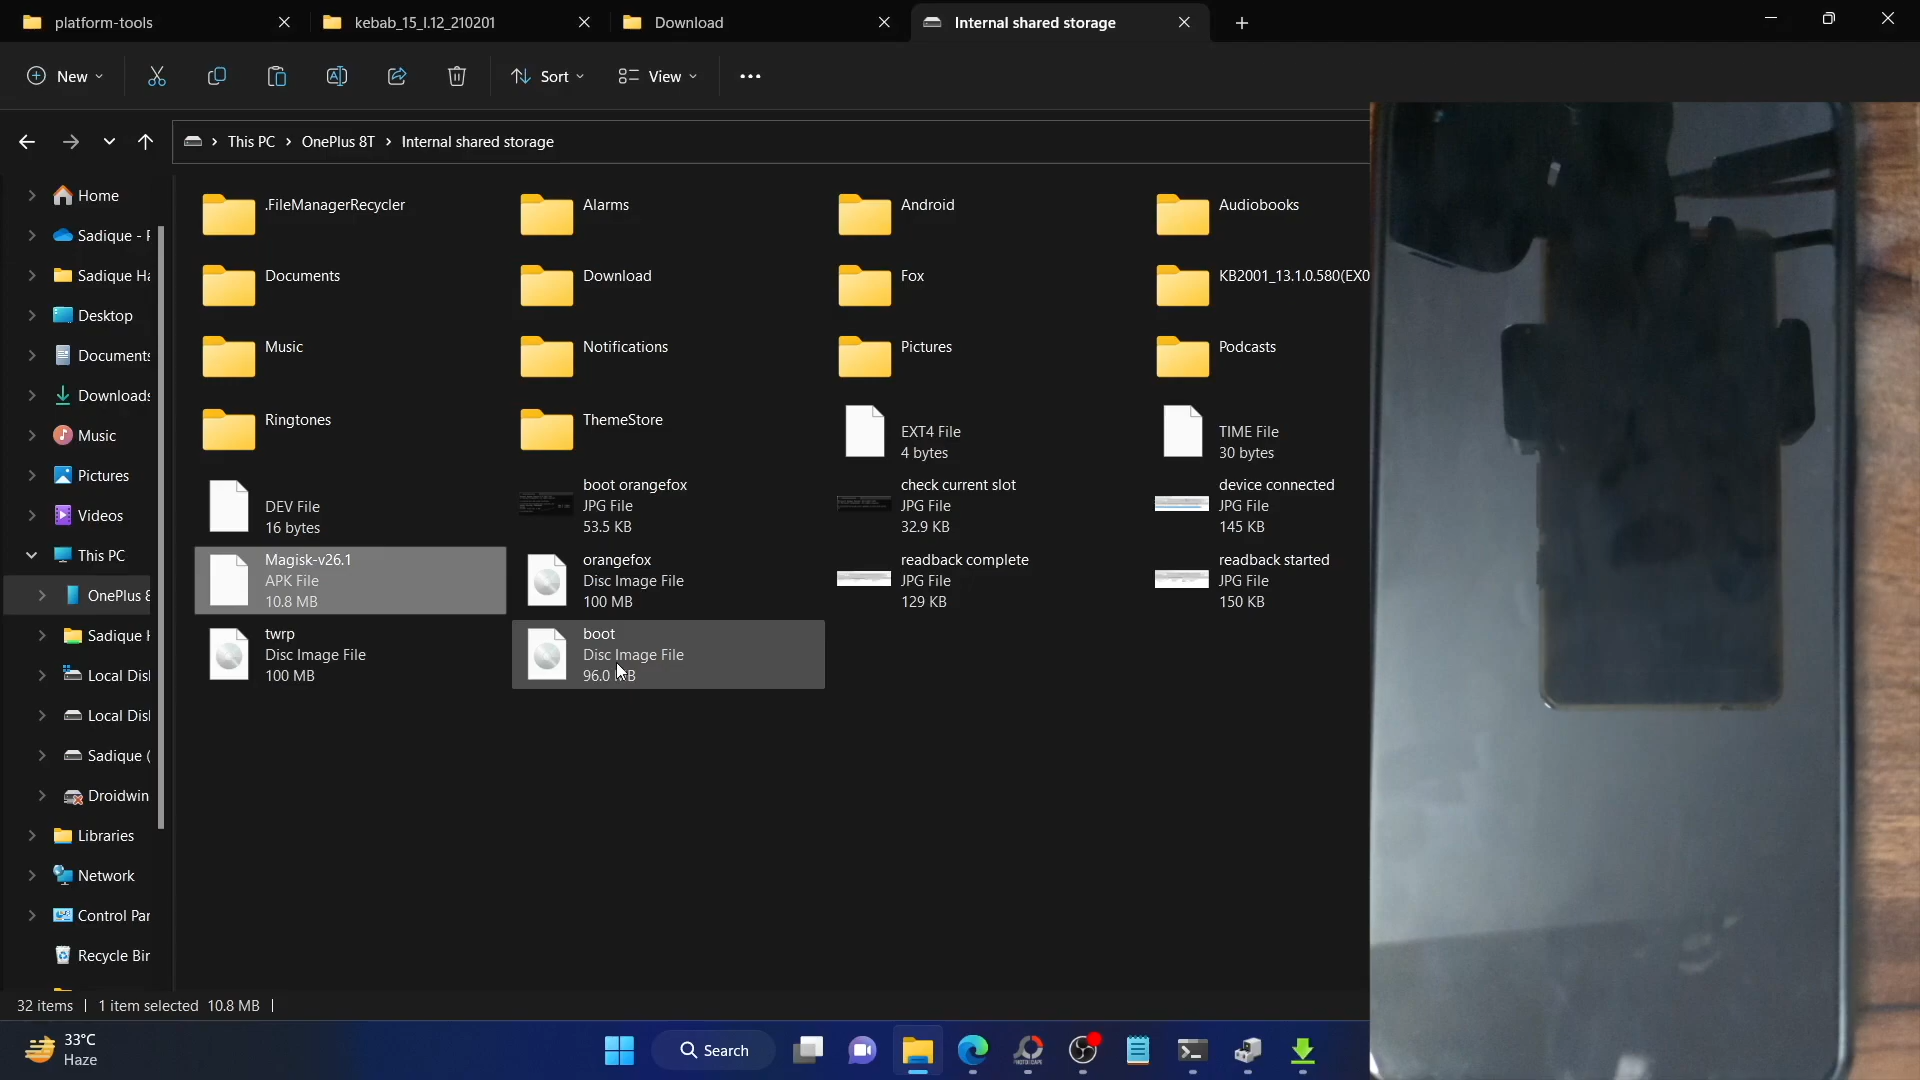 platform-tools
kebab_15_I.12_210201
Download
Internal shared storage
New
Sort
View
This PC > OnePlus 8T > Internal shared storage
Home
Sadique - F
Sadique Ha
Desktop
Documents
Downloads
Music
Pictures
Videos
This PC
OnePlus 8
Sadique H
Local Disl
Local Disl
Sadique (
Droidwin
Libraries
Network
Control Par
Recycle Bir
.FileManagerRecycler
Alarms
Android
Audiobooks
Documents
Download
Fox
KB2001_13.1.0.580(EX0
Music
Notifications
Pictures
Podcasts
Ringtones
ThemeStore
EXT4 File
4 bytes
TIME File
30 bytes
DEV File
16 bytes
boot orangefox
JPG File
53.5 KB
check current slot
JPG File
32.9 KB
device connected
JPG File
145 KB
Magisk-v26.1
APK File
10.8 MB
orangefox
Disc Image File
100 MB
readback complete
JPG File
129 KB
readback started
JPG File
150 KB
twrp
Disc Image File
100 MB
boot
Disc Image File
96.0 MB
32 items
1 item selected 10.8 MB
33°C
Haze
Search